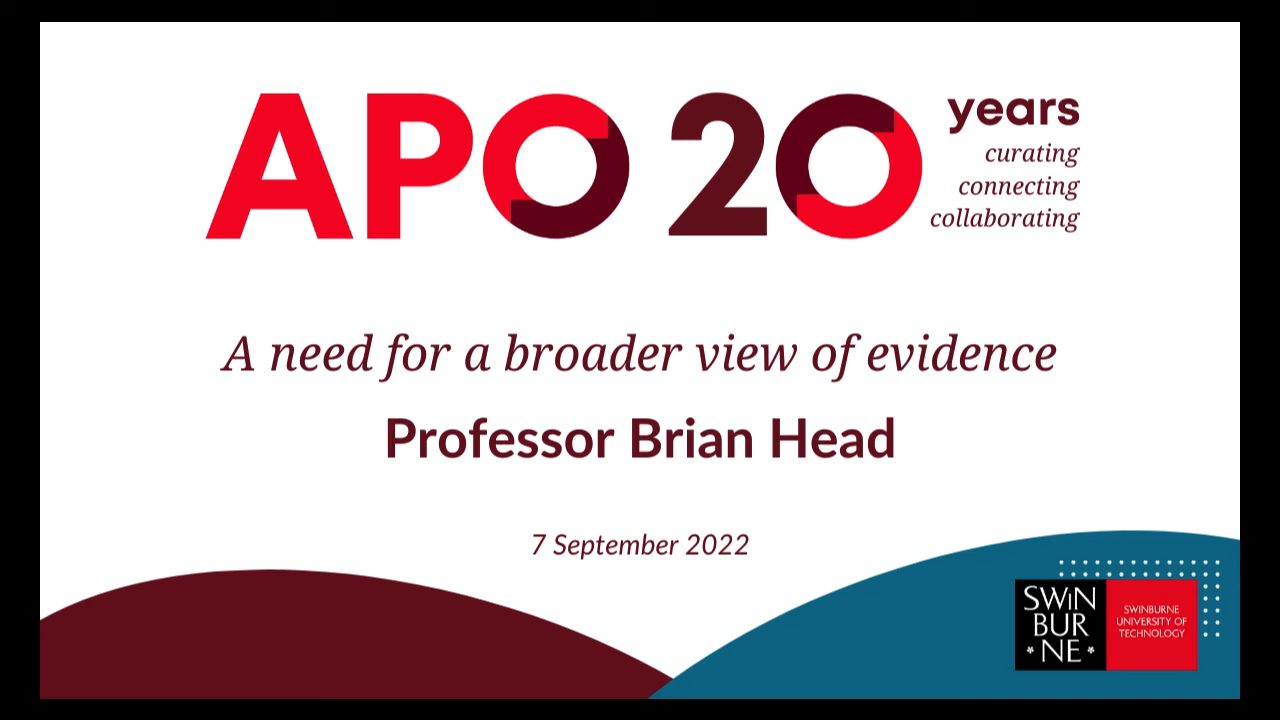 APO 20 years
curating
connecting
collaborating
A need for a broader view of evidence
Professor Brian Head
7 September 2022
SWIN
BUR
NE
SWINBURNE
UNIVERSITY OF
TECHNOLOGY